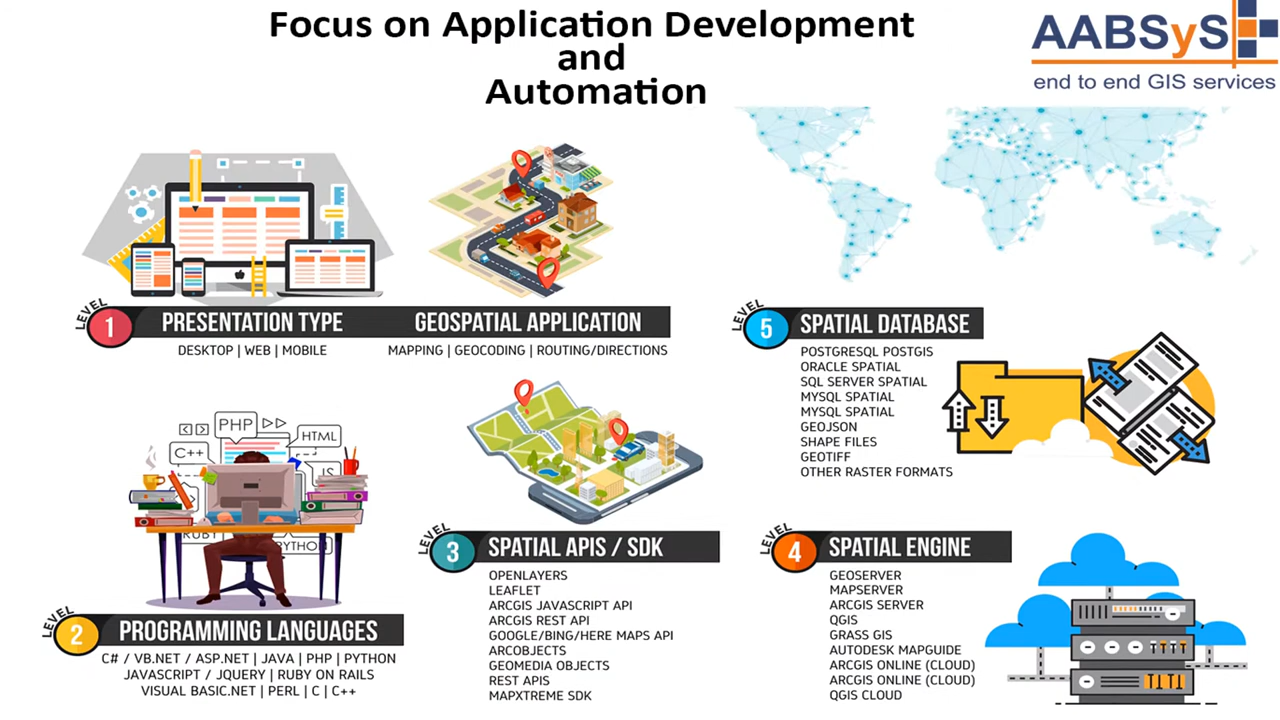 Focus on Application Development
and
Automation
AABSyS
end to end GIS services
LEVEL
1
PRESENTATION TYPE
GEOSPATIAL APPLICATION
DESKTOP | WEB | MOBILE
MAPPING | GEOCODING | ROUTING/DIRECTIONS
PHP
HTML
C++
JS
RUBY
PYTHON
LEVEL
2
PROGRAMMING LANGUAGES
C# / VB.NET / ASP.NET | JAVA | PHP | PYTHON
JAVASCRIPT / JQUERY | RUBY ON RAILS
VISUAL BASIC.NET | PERL | C | C++
LEVEL
3
SPATIAL APIS / SDK
OPENLAYERS
LEAFLET
ARCGIS JAVASCRIPT API
ARCGIS REST API
GOOGLE/BING/HERE MAPS API
ARCOBJECTS
GEOMEDIA OBJECTS
REST APIS
MAPXTREME SDK
LEVEL
4
SPATIAL ENGINE
GEOSERVER
MAPSERVER
ARCGIS SERVER
QGIS
GRASS GIS
AUTODESK MAPGUIDE
ARCGIS ONLINE (CLOUD)
ARCGIS ONLINE (CLOUD)
QGIS CLOUD
LEVEL
5
SPATIAL DATABASE
POSTGRESQL POSTGIS
ORACLE SPATIAL
SQL SERVER SPATIAL
MYSQL SPATIAL
MYSQL SPATIAL
GEOJSON
SHAPE FILES
GEOTIFF
OTHER RASTER FORMATS